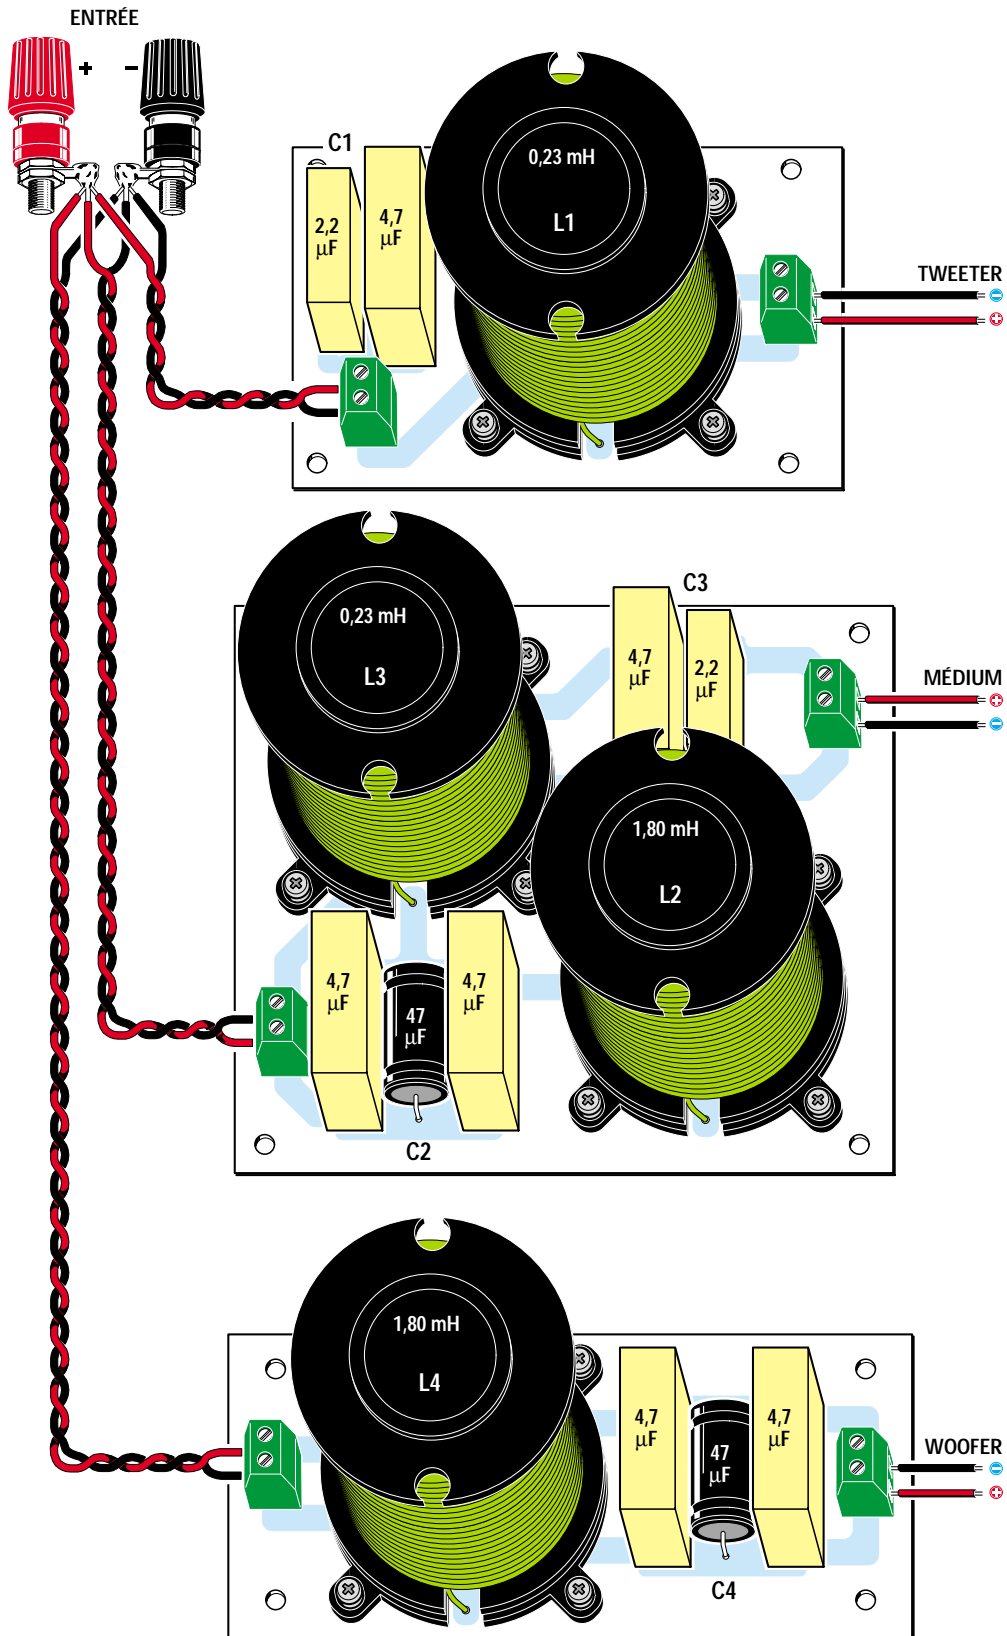 ENTRÉE
+ −
C1
2,2
µF
4,7
µF
0,23 mH
L1
TWEETER
−
+
0,23 mH
L3
C3
4,7
µF
2,2
µF
MÉDIUM
+
−
1,80 mH
L2
4,7
µF
47
µF
4,7
µF
C2
1,80 mH
L4
4,7
µF
47
µF
4,7
µF
WOOFER
−
+
C4